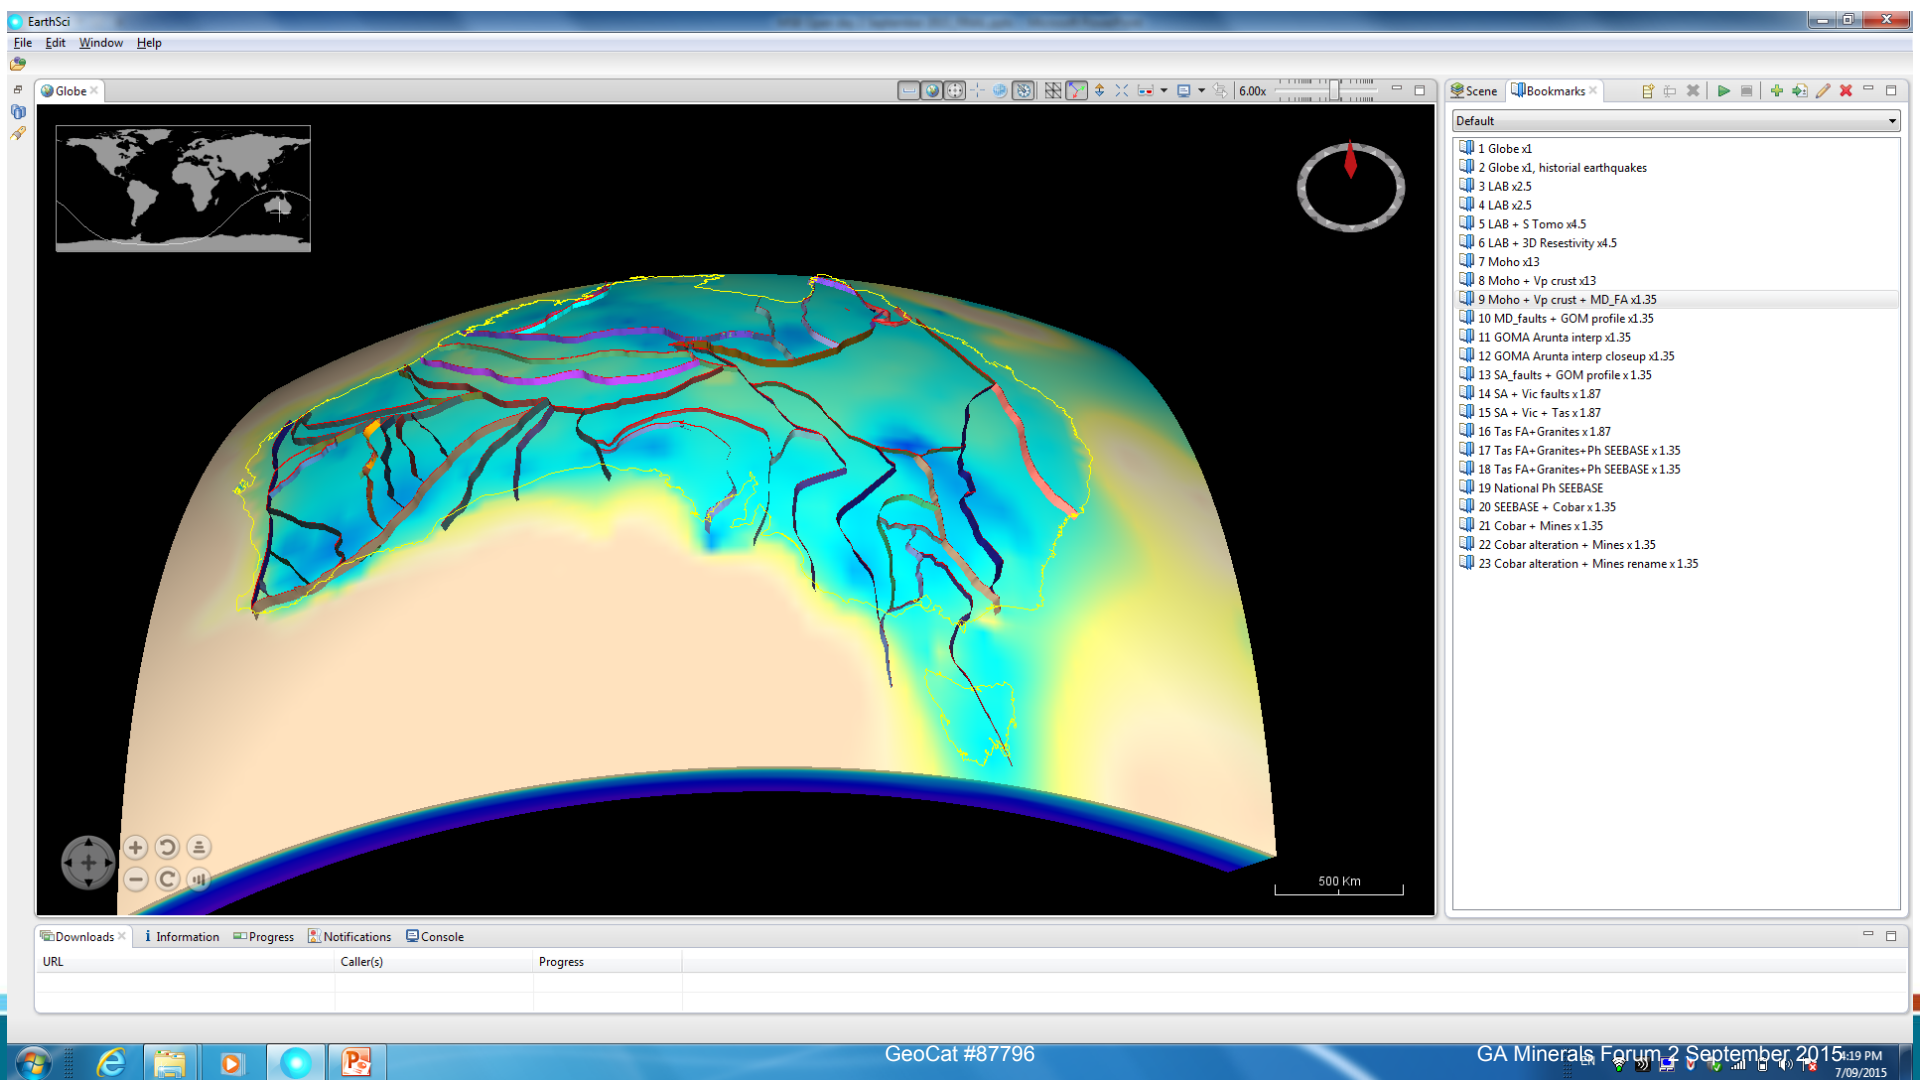 EarthSci
File Edit Window Help
Globe
6.00x
Scene Bookmarks
Default
1 Globe x1
2 Globe x1, historial earthquakes
3 LAB x2.5
4 LAB x2.5
5 LAB + S Tomo x4.5
6 LAB + 3D Resestivity x4.5
7 Moho x13
8 Moho + Vp crust x13
9 Moho + Vp crust + MD_FA x1.35
10 MD_faults + GOM profile x1.35
11 GOMA Arunta interp x1.35
12 GOMA Arunta interp closeup x1.35
13 SA_faults + GOM profile x 1.35
14 SA + Vic faults x 1.87
15 SA + Vic + Tas x 1.87
16 Tas FA+Granites x 1.87
17 Tas FA+Granites+Ph SEEBASE x 1.35
18 Tas FA+Granites+Ph SEEBASE x 1.35
19 National Ph SEEBASE
20 SEEBASE + Cobar x 1.35
21 Cobar + Mines x 1.35
22 Cobar alteration + Mines x 1.35
23 Cobar alteration + Mines rename x 1.35
500 Km
Downloads Information Progress Notifications Console
URL Caller(s) Progress
GeoCat #87796
GA Minerals Forum 2 September 2015
EN
4:19 PM
7/09/2015